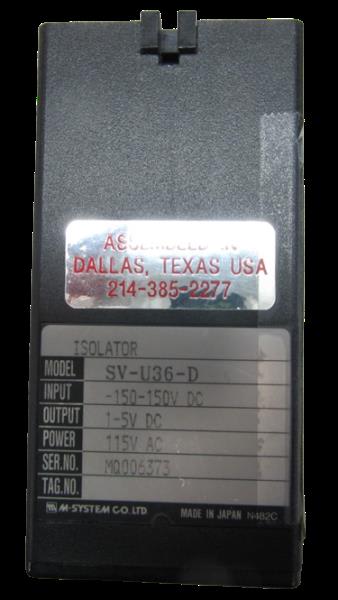 ASSEMBLED IN
DALLAS, TEXAS USA
214-385-2277
ISOLATOR
MODEL SV-U36-D
INPUT -150-150V DC
OUTPUT 1-5V DC
POWER 115V AC
SER.NO. MQ006373
TAG.NO.
M-SYSTEM CO.,LTD. MADE IN JAPAN N482C